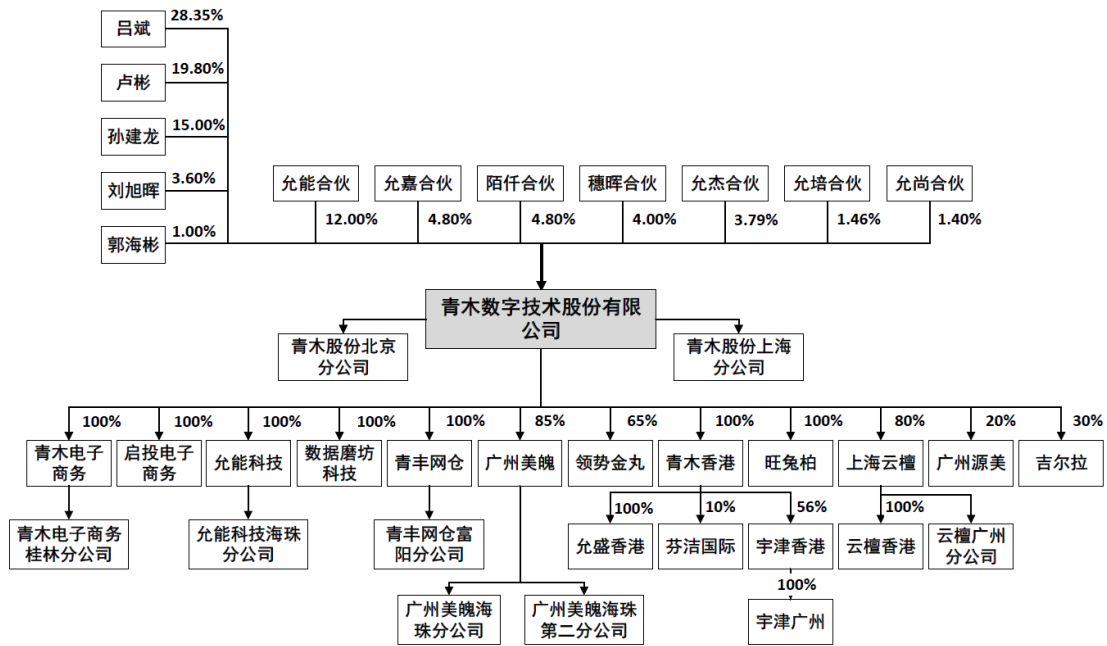 吕斌
28.35%
卢彬
19.80%
孙建龙
15.00%
刘旭晖
3.60%
郭海彬
1.00%
允能合伙
允嘉合伙
陌仟合伙
穗晖合伙
允杰合伙
允培合伙
允尚合伙
12.00%
4.80%
4.80%
4.00%
3.79%
1.46%
1.40%
青木数字技术股份有限
公司
青木股份北京
分公司
青木股份上海
分公司
100%
100%
100%
100%
100%
85%
65%
100%
100%
80%
20%
30%
青木电子
商务
启投电子
商务
允能科技
数据磨坊
科技
青丰网仓
广州美魄
领势金丸
青木香港
旺兔柏
上海云檀
广州源美
吉尔拉
100%
10%
56%
100%
青木电子商务
桂林分公司
允能科技海珠
分公司
青丰网仓富
阳分公司
允盛香港
芬洁国际
宇津香港
云檀香港
云檀广州
分公司
100%
广州美魄海
珠分公司
广州美魄海珠
第二分公司
宇津广州